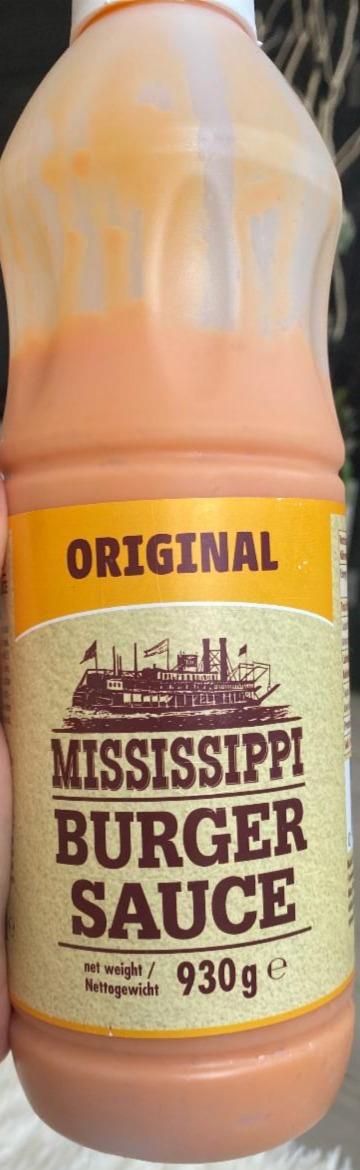 ORIGINAL
MISSISSIPPI
BURGER
SAUCE
net weight /
Nettogewicht
930g ℮